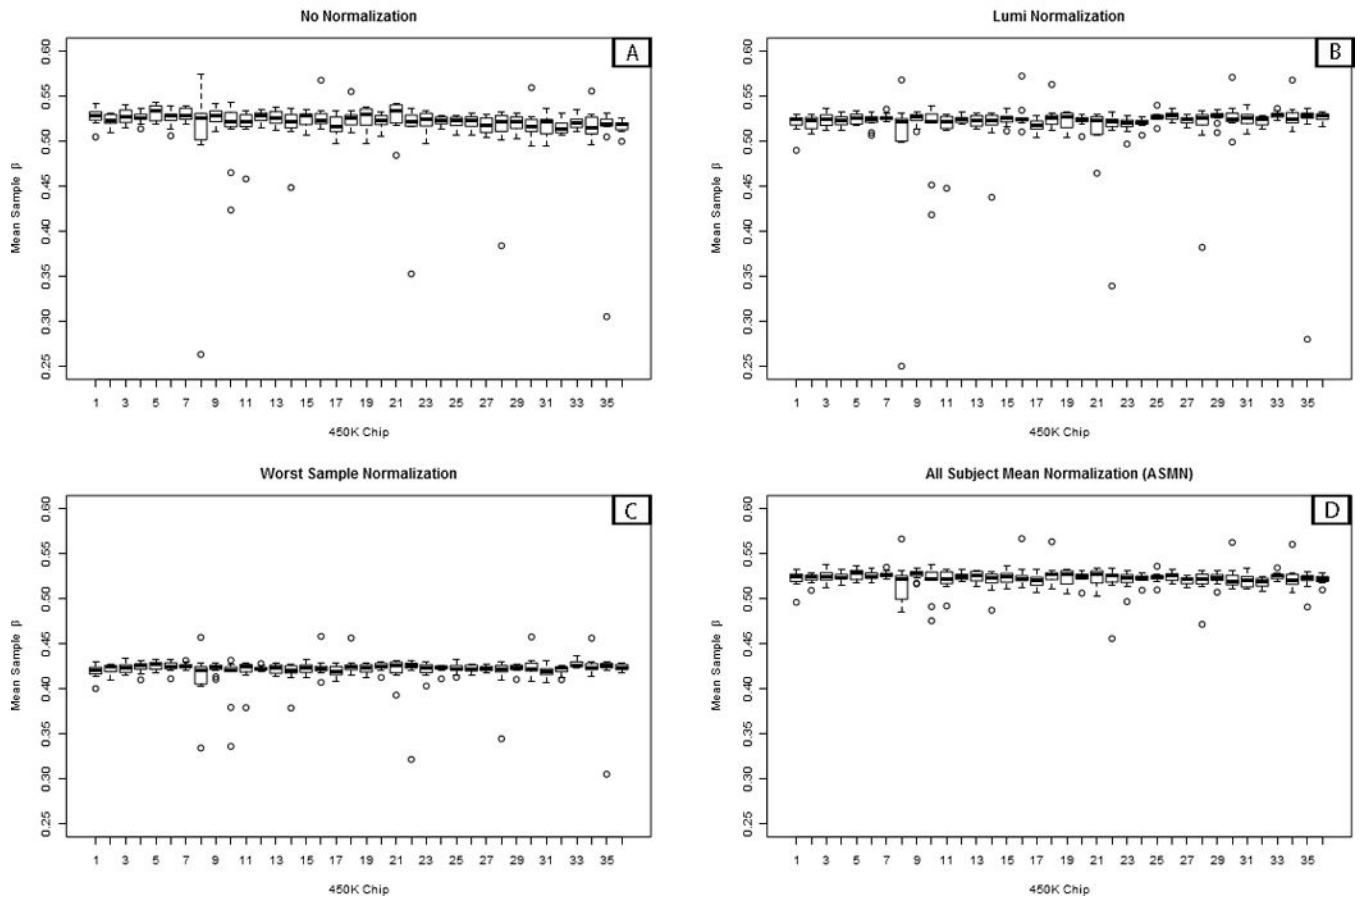 No Normalization
A
0.60
0.55
0.50
0.45
0.40
0.35
0.30
0.25
Mean Sample β
1 3 5 7 9 11 13 15 17 19 21 23 25 27 29 31 33 35
450K Chip
Lumi Normalization
B
0.60
0.55
0.50
0.45
0.40
0.35
0.30
0.25
Mean Sample β
1 3 5 7 9 11 13 15 17 19 21 23 25 27 29 31 33 35
450K Chip
Worst Sample Normalization
C
0.60
0.55
0.50
0.45
0.40
0.35
0.30
0.25
Mean Sample β
1 3 5 7 9 11 13 15 17 19 21 23 25 27 29 31 33 35
450K Chip
All Subject Mean Normalization (ASMN)
D
0.60
0.55
0.50
0.45
0.40
0.35
0.30
0.25
Mean Sample β
1 3 5 7 9 11 13 15 17 19 21 23 25 27 29 31 33 35
450K Chip